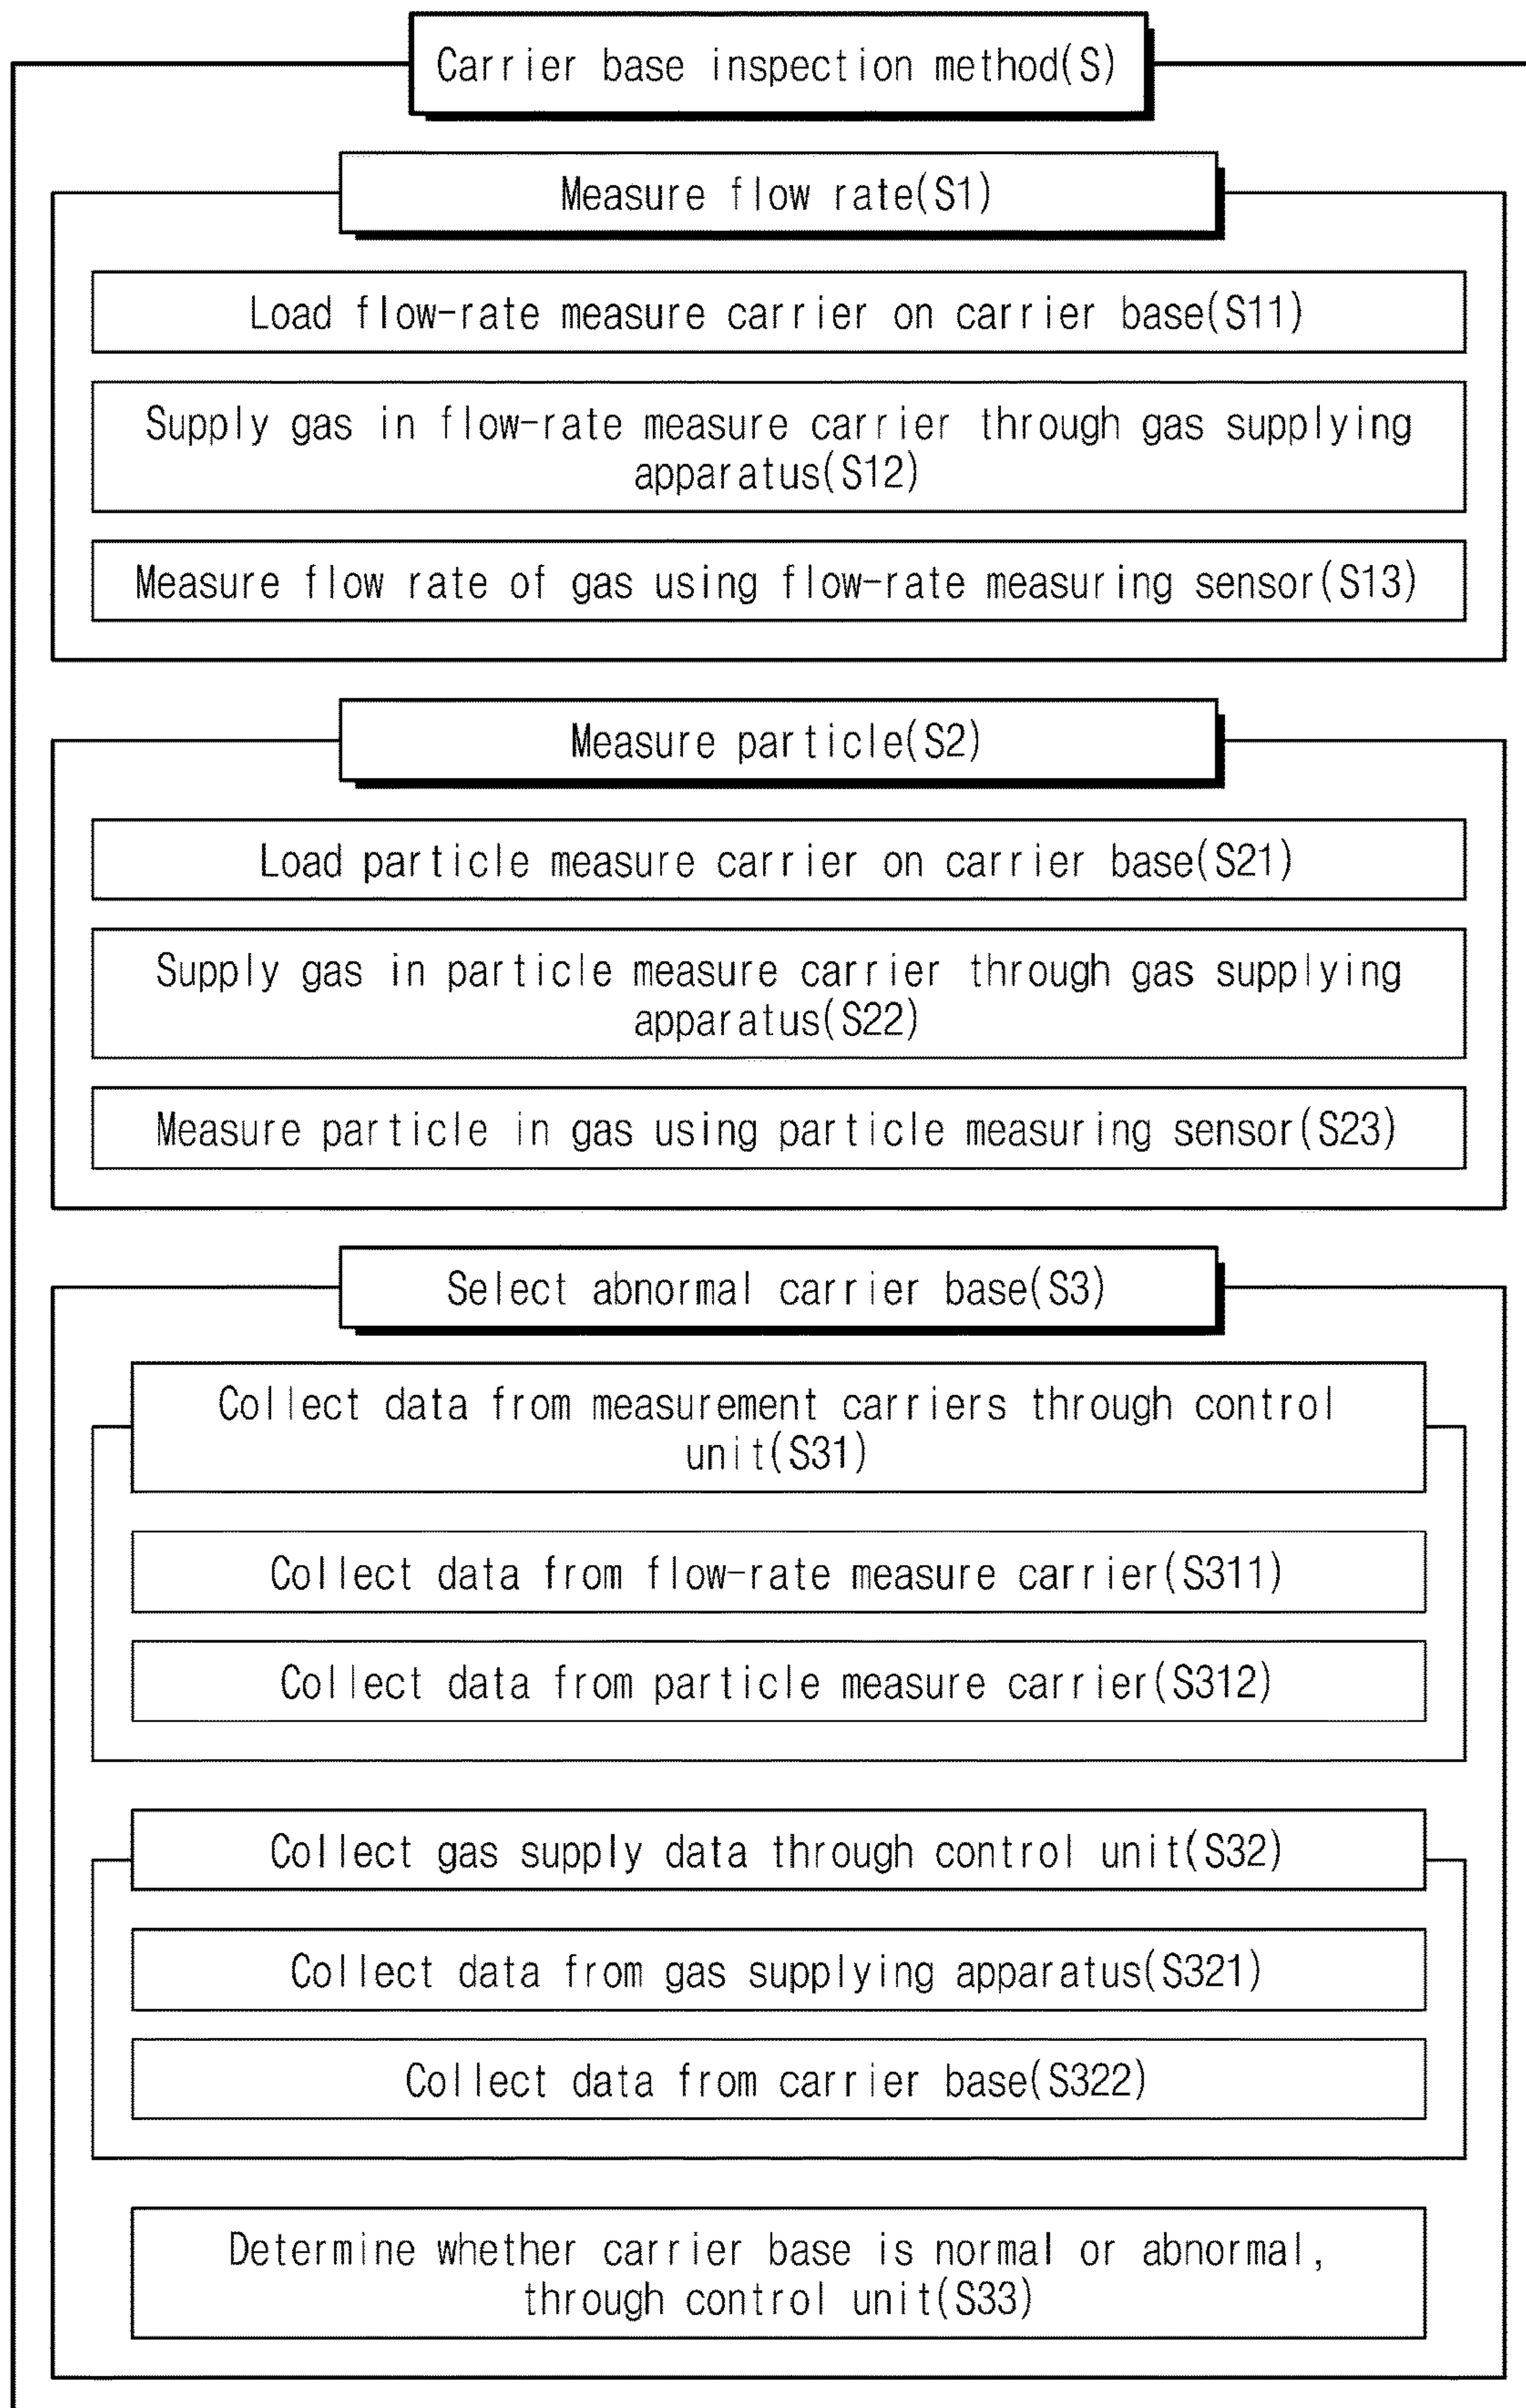 Carrier base inspection method(S)
Measure flow rate(S1)
Load flow-rate measure carrier on carrier base(S11)
Supply gas in flow-rate measure carrier through gas supplying
apparatus(S12)
Measure flow rate of gas using flow-rate measuring sensor(S13)
Measure particle(S2)
Load particle measure carrier on carrier base(S21)
Supply gas in particle measure carrier through gas supplying
apparatus(S22)
Measure particle in gas using particle measuring sensor(S23)
Select abnormal carrier base(S3)
Collect data from measurement carriers through control
unit(S31)
Collect data from flow-rate measure carrier(S311)
Collect data from particle measure carrier(S312)
Collect gas supply data through control unit(S32)
Collect data from gas supplying apparatus(S321)
Collect data from carrier base(S322)
Determine whether carrier base is normal or abnormal,
through control unit(S33)